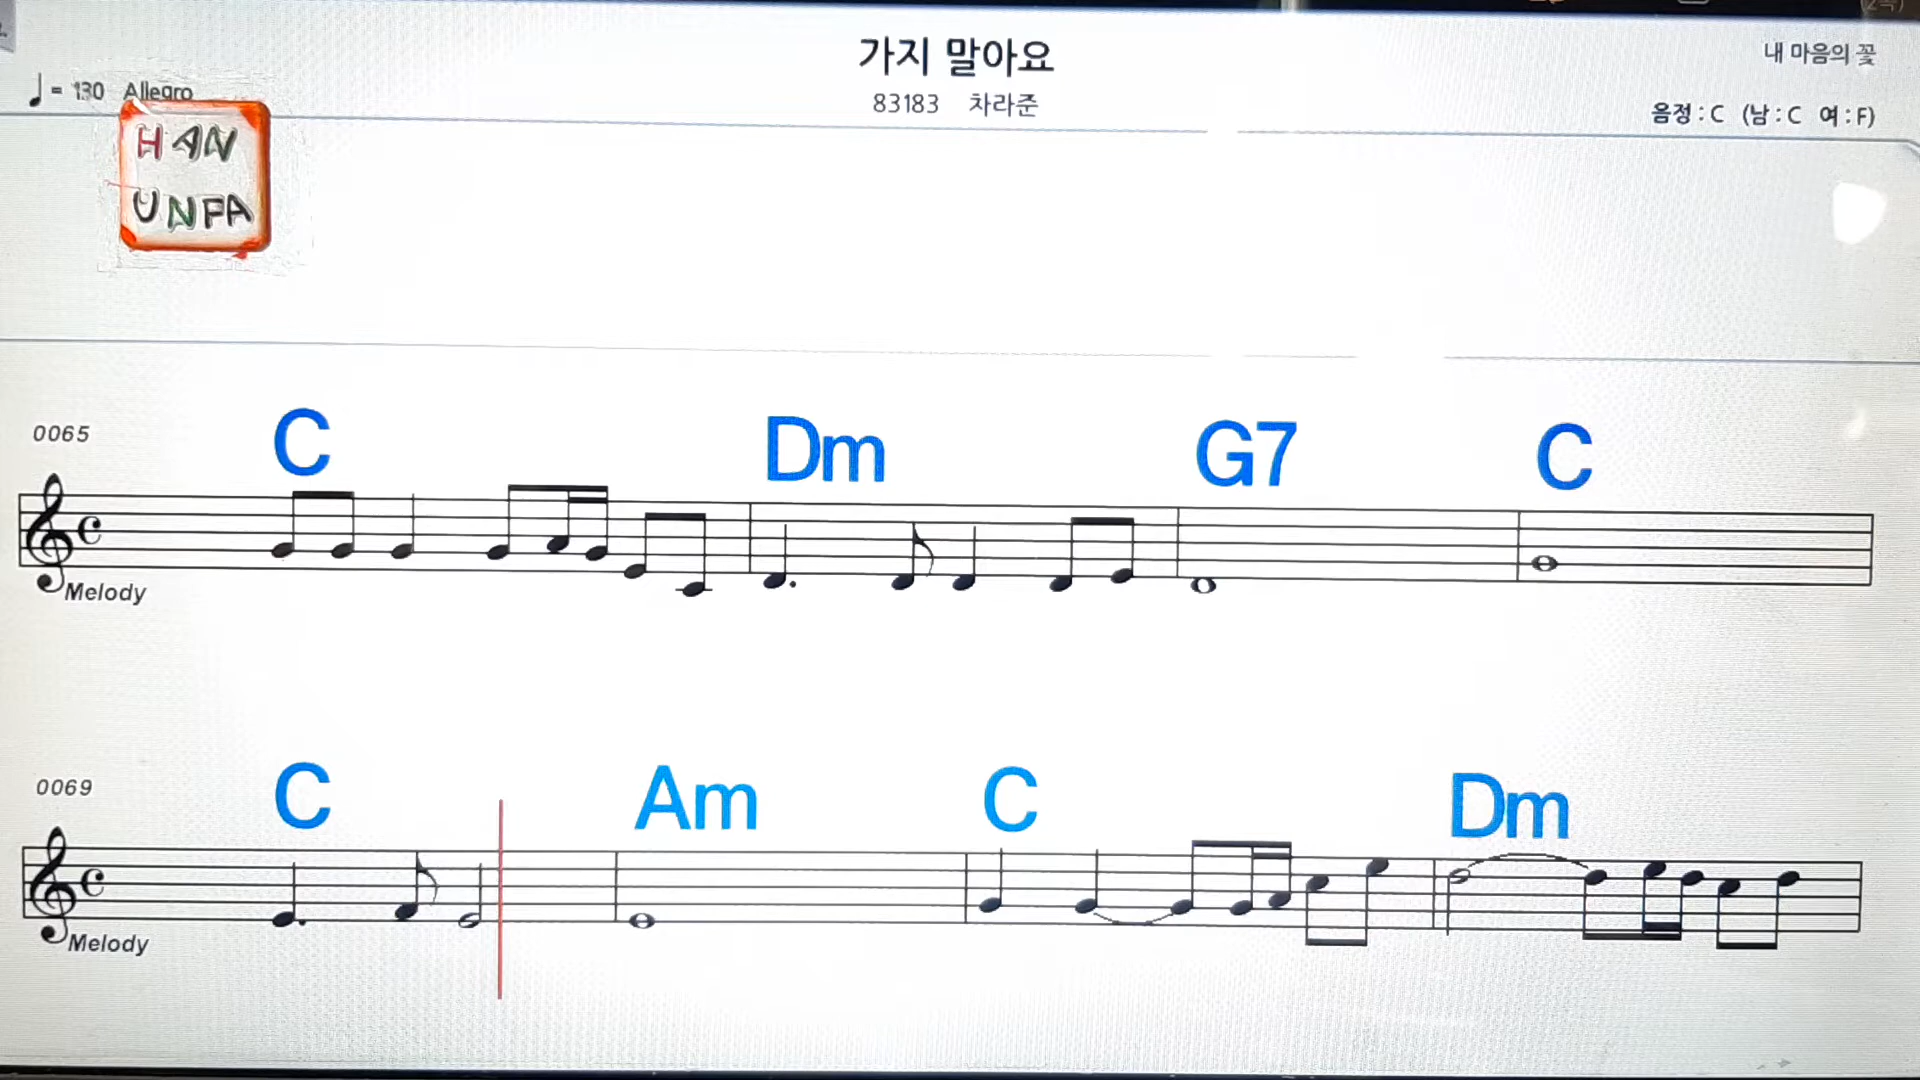 가지 말아요
내 마음의 꽃
♩= 130 Allegro
83183 차라준
음정 : C (남 : C 여 : F)
HAN
UNPA
0065
C Dm G7 C
Melody
0069
C Am C Dm
Melody